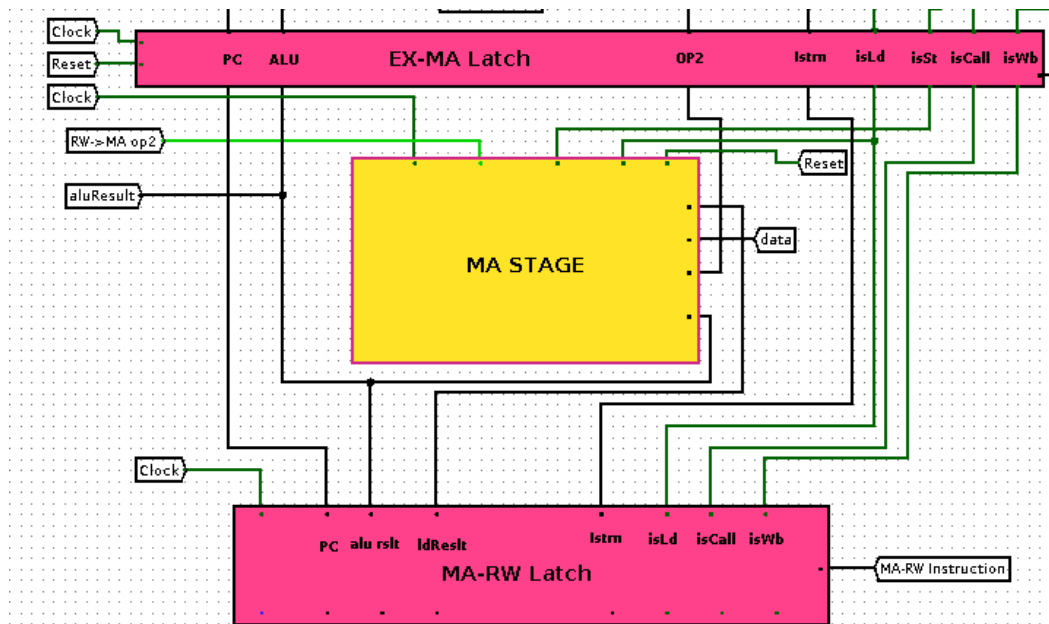 Clock
Reset
PC ALU EX-MA Latch OP2 Istrn isLd isSt isCall isWb
Clock
RW->MA op2
Reset
aluResult
data
MA STAGE
Clock
PC alu rslt ldReslt Istrn isLd isCall isWb
MA-RW Latch
MA-RW Instruction